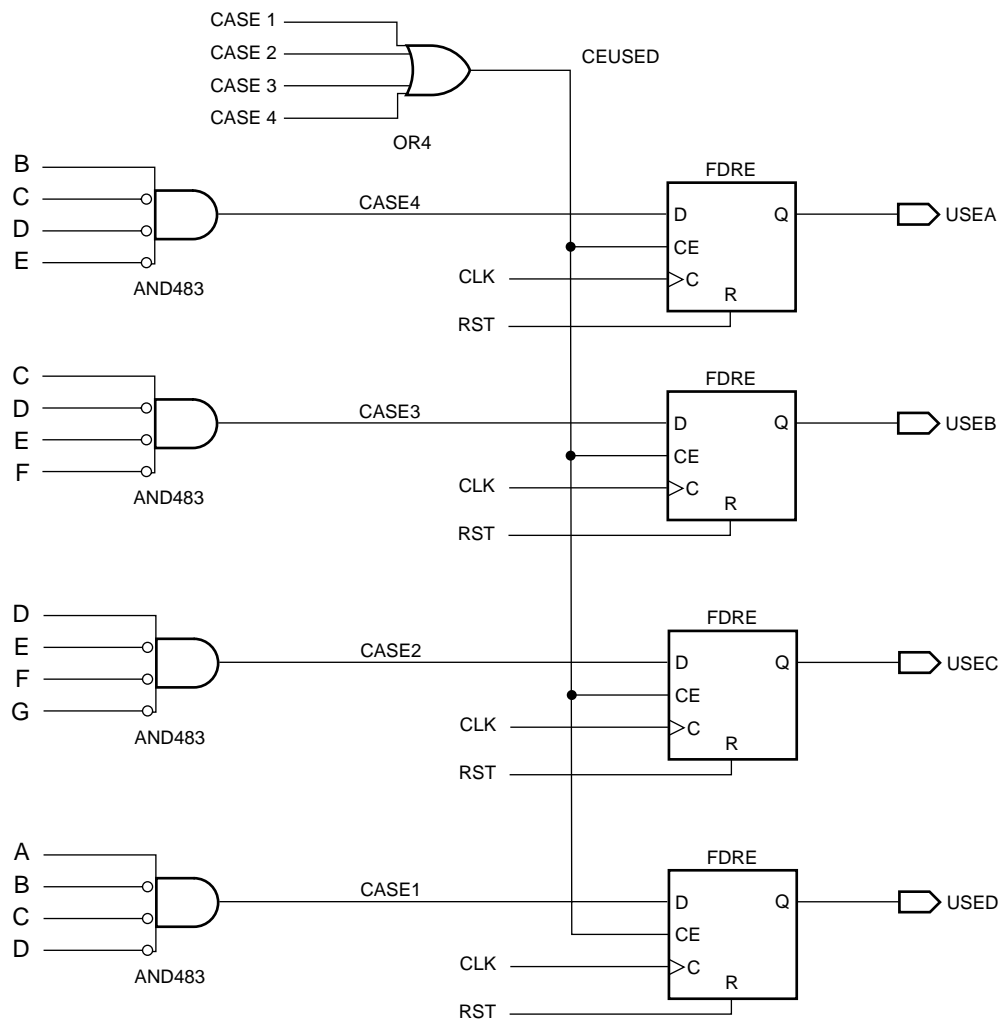 CASE 1
CASE 2
CASE 3
CASE 4
OR4
CEUSED
B
C
D
E
AND483
CASE4
FDRE
D
Q
CE
C
R
CLK
RST
USEA
C
D
E
F
AND483
CASE3
FDRE
D
Q
CE
C
R
CLK
RST
USEB
D
E
F
G
AND483
CASE2
FDRE
D
Q
CE
C
R
CLK
RST
USEC
A
B
C
D
AND483
CASE1
FDRE
D
Q
CE
C
R
CLK
RST
USED